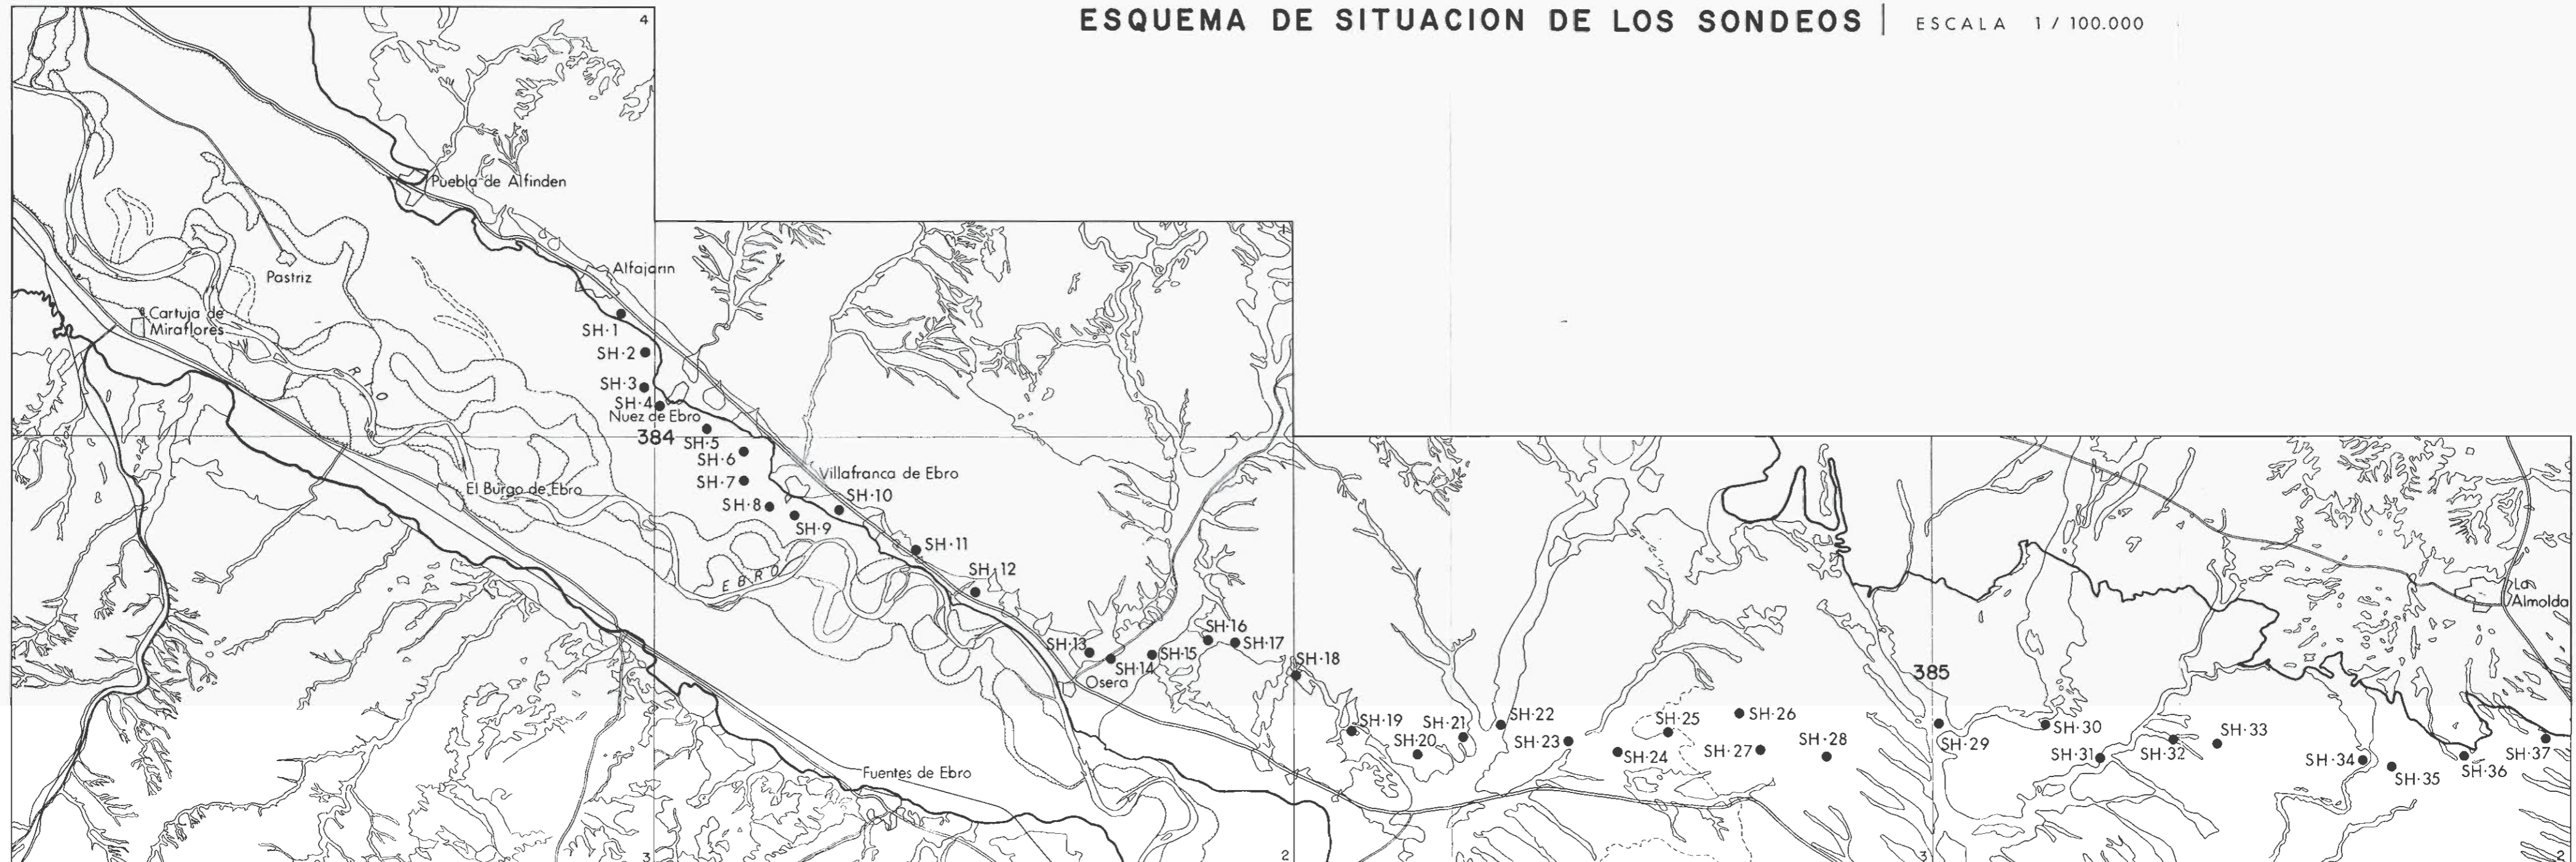 ESQUEMA DE SITUACION DE LOS SONDEOS | ESCALA 1 / 100.000
4
Puebla de Alfinden
Alfajarin
Pastriz
Cartuja de
Miraflores
SH·1
SH·2
SH·3
SH·4
Nuez de Ebro
384
SH·5
SH·6
SH·7
SH·8
SH·9
Villafranca de Ebro
SH·10
El Burgo de Ebro
RIO
EBRO
SH·11
SH·12
SH·13
SH·14
Osera
SH·15
SH·16
SH·17
SH·18
Fuentes de Ebro
SH·19
SH·20
SH·21
SH·22
SH·23
SH·24
SH·25
SH·26
SH·27
SH·28
385
SH·29
SH·30
SH·31
SH·32
SH·33
SH·34
SH·35
SH·36
SH·37
La
Almolda
1
3
2
3
2